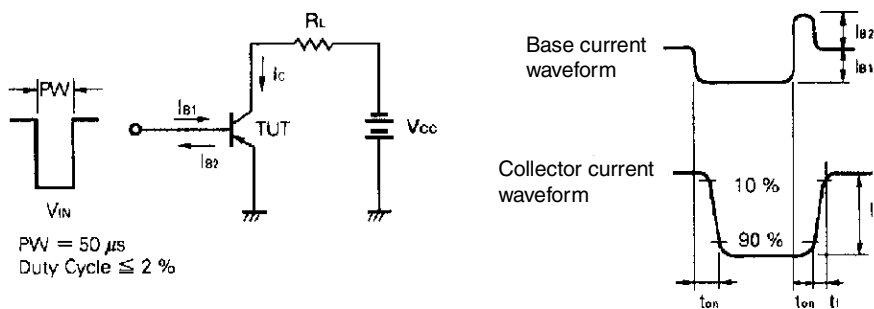 RL
IC
PW
IB1
TUT
IB2
VCC
VIN
PW = 50 μs
Duty Cycle ≦ 2 %
Base current
waveform
IB2
IB1
Collector current
waveform
10 %
90 %
ton
ton